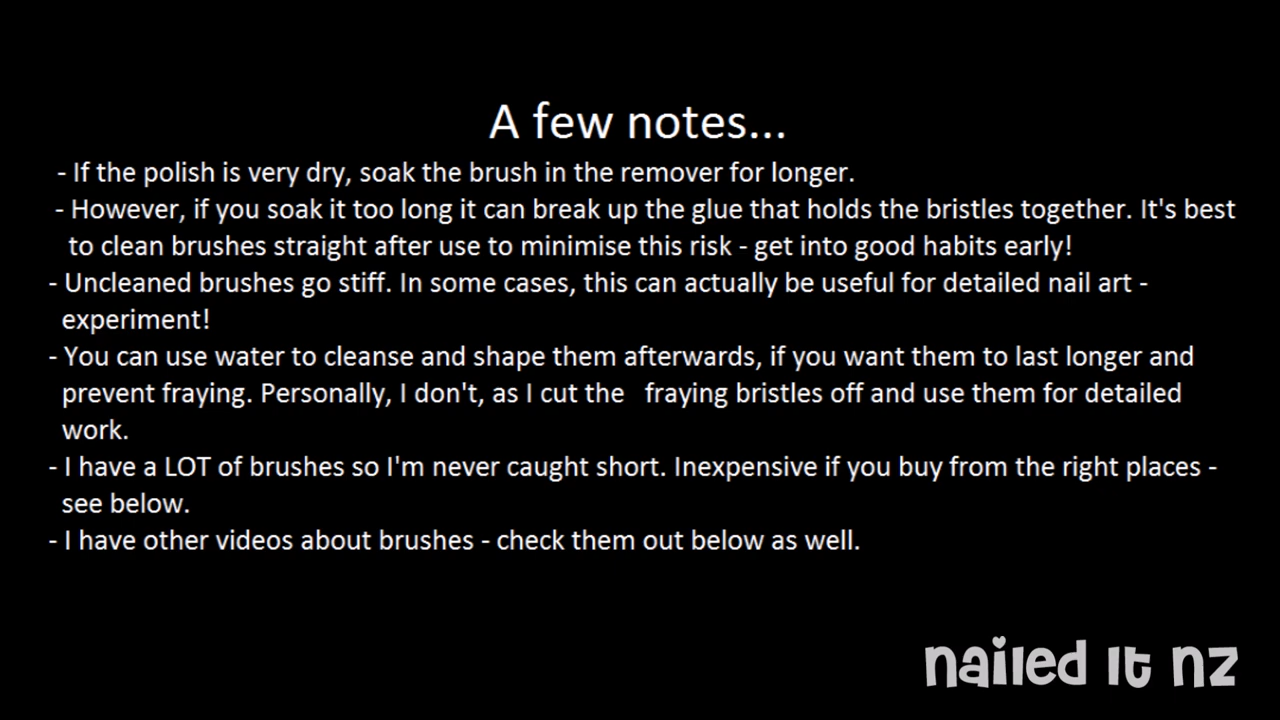 A few notes...
- If the polish is very dry, soak the brush in the remover for longer.
- However, if you soak it too long it can break up the glue that holds the bristles together. It's best
to clean brushes straight after use to minimise this risk - get into good habits early!
- Uncleaned brushes go stiff. In some cases, this can actually be useful for detailed nail art -
experiment!
- You can use water to cleanse and shape them afterwards, if you want them to last longer and
prevent fraying. Personally, I don't, as I cut the   fraying bristles off and use them for detailed
work.
- I have a LOT of brushes so I'm never caught short. Inexpensive if you buy from the right places -
see below.
- I have other videos about brushes - check them out below as well.
nailed it nz